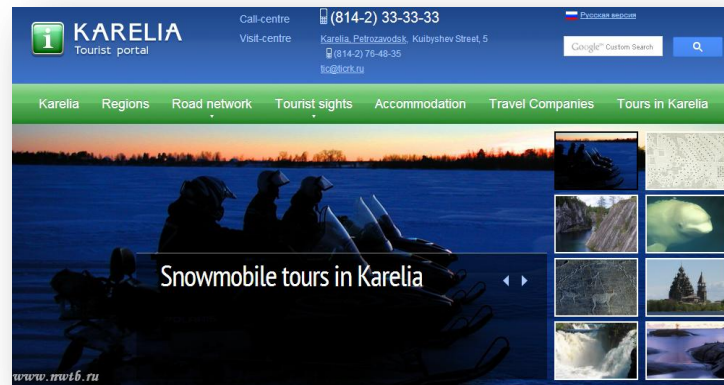 KARELIA
Tourist portal
Call-centre
(814-2) 33-33-33
Visit-centre
Karelia, Petrozavodsk, Kuibyshev Street, 5
(814-2) 76-48-35
tic@ticrk.ru
Русская версия
Google™ Custom Search
Karelia Regions Road network Tourist sights Accommodation Travel Companies Tours in Karelia
Snowmobile tours in Karelia
www.nwtb.ru